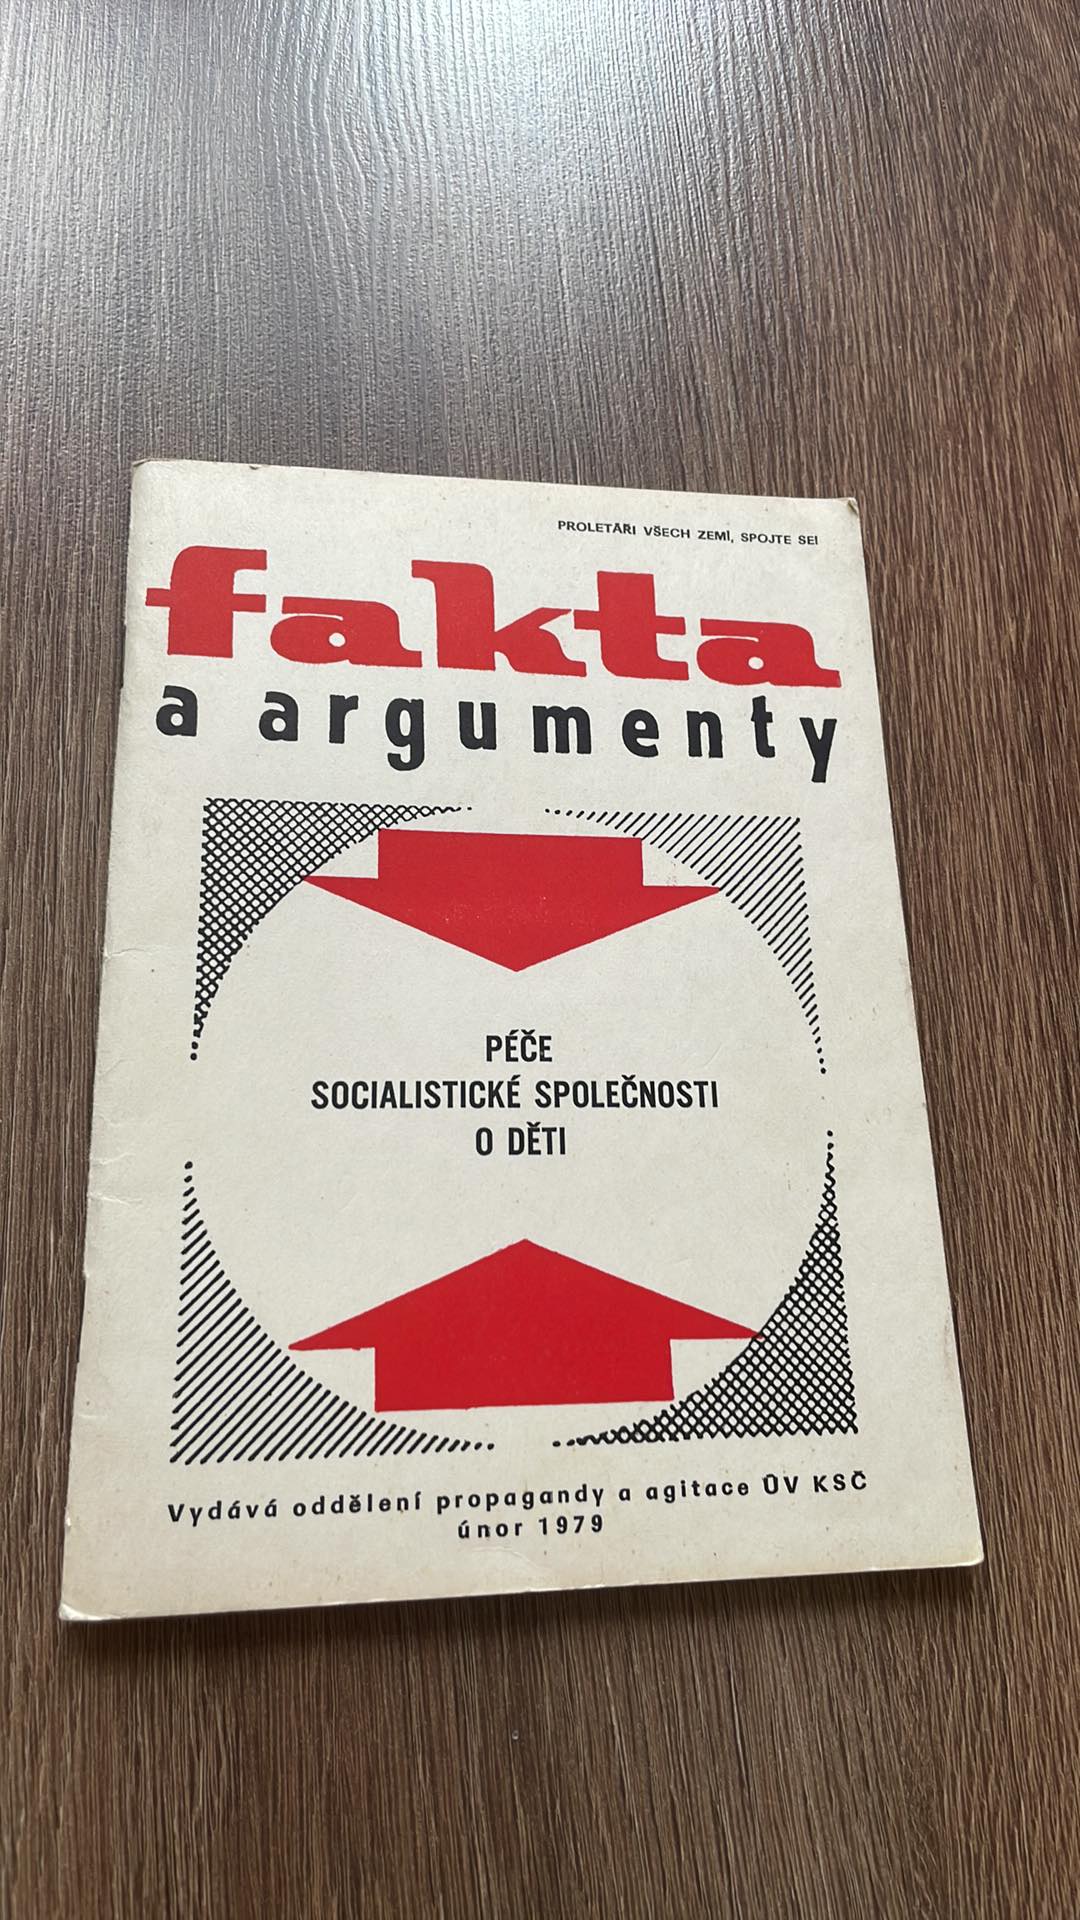 PROLETÁŘI VŠECH ZEMÍ, SPOJTE SE!
fakta
a argumenty
PÉČE
SOCIALISTICKÉ SPOLEČNOSTI
O DĚTI
Vydává oddělení propagandy a agitace ÚV KSČ
únor 1979